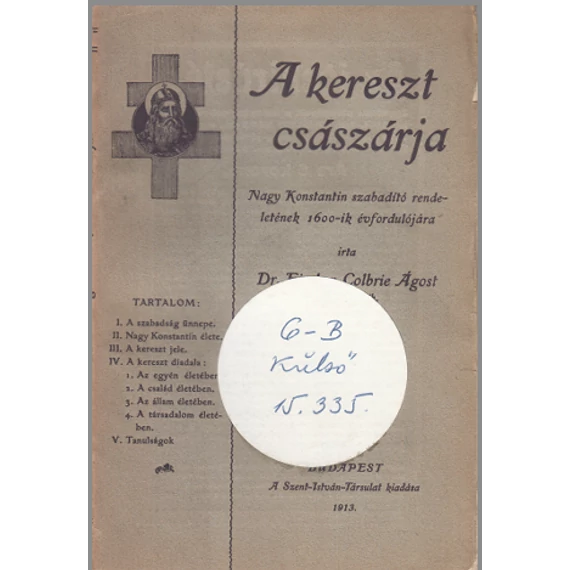 A kereszt
császárja
Nagy Konstantin szabadító rende-
letének 1600-ik évfordulójára
irta
Dr. Colbrie Ágost
TARTALOM:
I. A szabadság ünnepe.
II. Nagy Konstantin élete.
III. A kereszt jele.
IV. A kereszt diadala:
1. Az egyén életében
2. A család életében.
3. Az állam életében.
4. A társadalom életé-
ben.
V. Tanulságok
G-B
Külső
15.335.
BUDAPEST
A Szent-István-Társulat kiadása
1913.